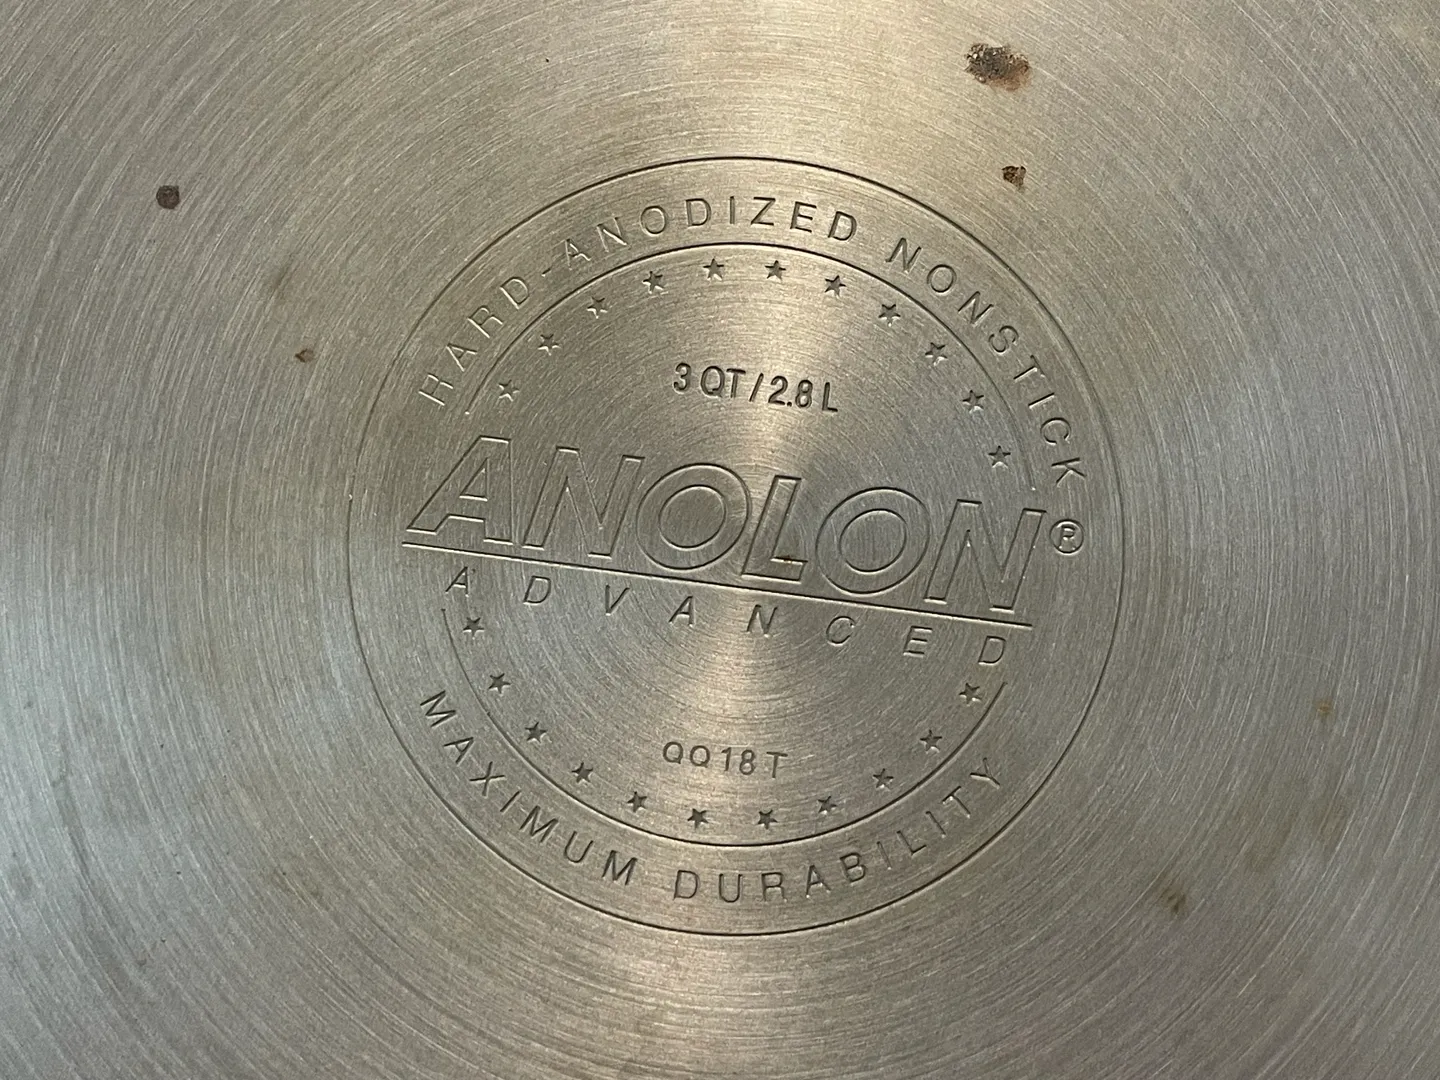 HARD-ANODIZED NONSTICK
3 QT / 2.8 L
ANOLON®
ADVANCED
QQ18T
MAXIMUM DURABILITY